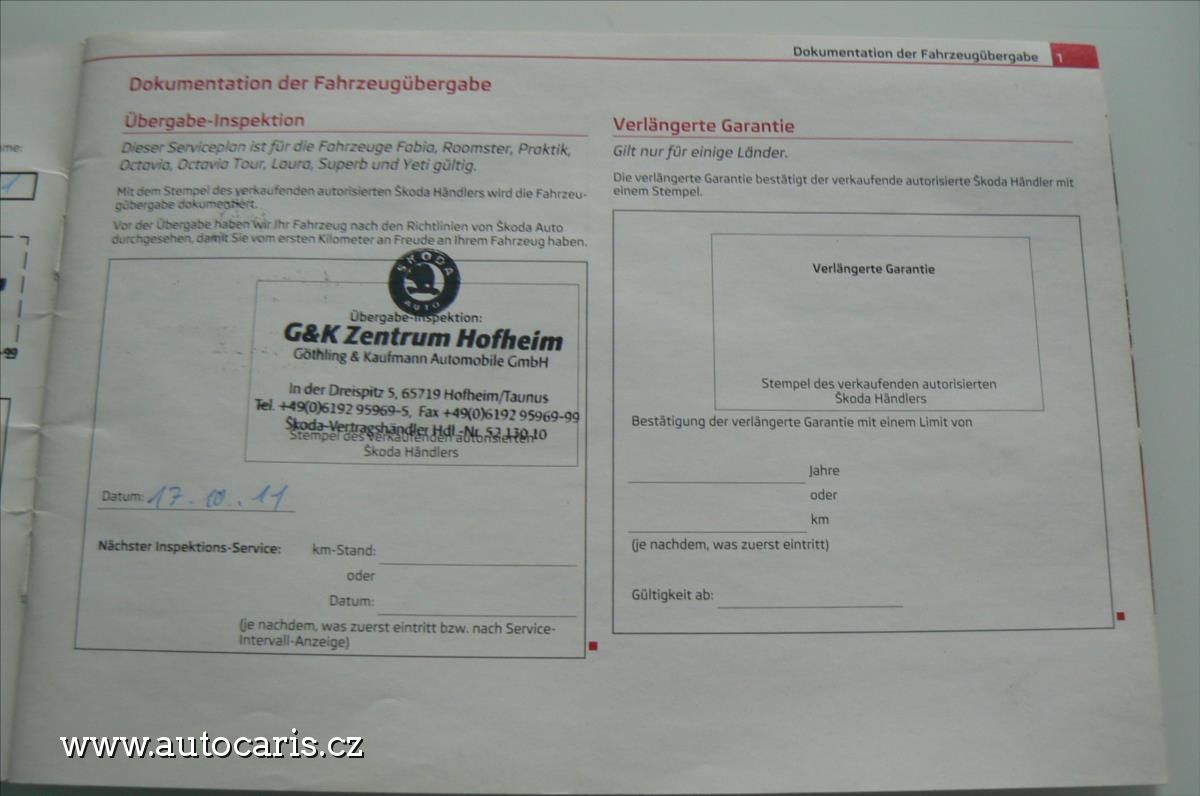 Dokumentation der Fahrzeugübergabe 1
Dokumentation der Fahrzeugübergabe
Übergabe-Inspektion
Dieser Serviceplan ist für die Fahrzeuge Fabia, Roomster, Praktik,
Octavia, Octavia Tour, Laura, Superb und Yeti gültig.
Mit dem Stempel des verkaufenden autorisierten Škoda Händlers wird die Fahrzeu-
gübergabe dokumentiert.
Vor der Übergabe haben wir Ihr Fahrzeug nach den Richtlinien von Škoda Auto
durchgesehen, damit Sie vom ersten Kilometer an Freude an Ihrem Fahrzeug haben.
ŠKODA
AUTO
Übergabe-Inspektion:
G&K Zentrum Hofheim
Göthling & Kaufmann Automobile GmbH
In der Dreispitz 5, 65719 Hofheim/Taunus
Tel. +49(0)6192 95969-5, Fax +49(0)6192 95969-99
Škoda-Vertragshändler Hdl.-Nr. 52 130 10
Stempel des verkaufenden autorisierten
Škoda Händlers
Datum: 17.10.11
Nächster Inspektions-Service: km-Stand:
oder
Datum:
(je nachdem, was zuerst eintritt bzw. nach Service-
Intervall-Anzeige)
Verlängerte Garantie
Gilt nur für einige Länder.
Die verlängerte Garantie bestätigt der verkaufende autorisierte Škoda Händler mit
einem Stempel.
Verlängerte Garantie
Stempel des verkaufenden autorisierten
Škoda Händlers
Bestätigung der verlängerte Garantie mit einem Limit von
Jahre
oder
km
(je nachdem, was zuerst eintritt)
Gültigkeit ab:
www.autocaris.cz